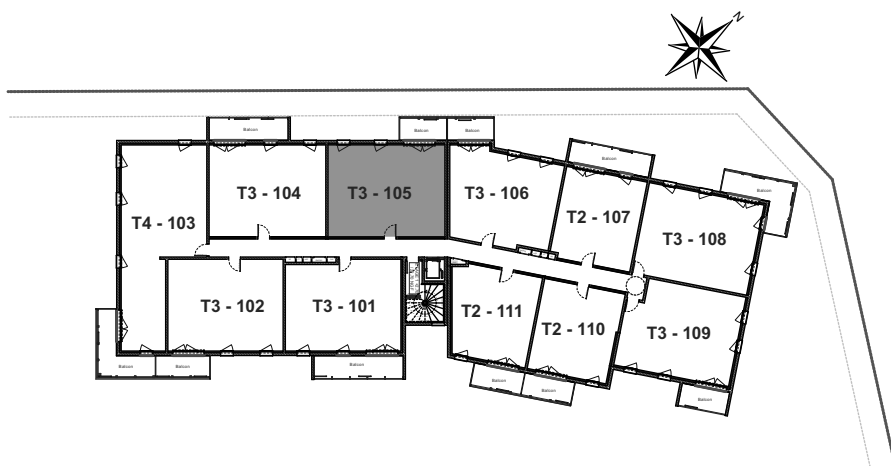 N
Balcon
Balcon
Balcon
Balcon
Balcon
T3 - 104
T3 - 105
T3 - 106
T2 - 107
T4 - 103
T3 - 108
T3 - 102
T3 - 101
T2 - 111
T2 - 110
T3 - 109
Balcon
Balcon
Balcon
Balcon
Balcon
Balcon